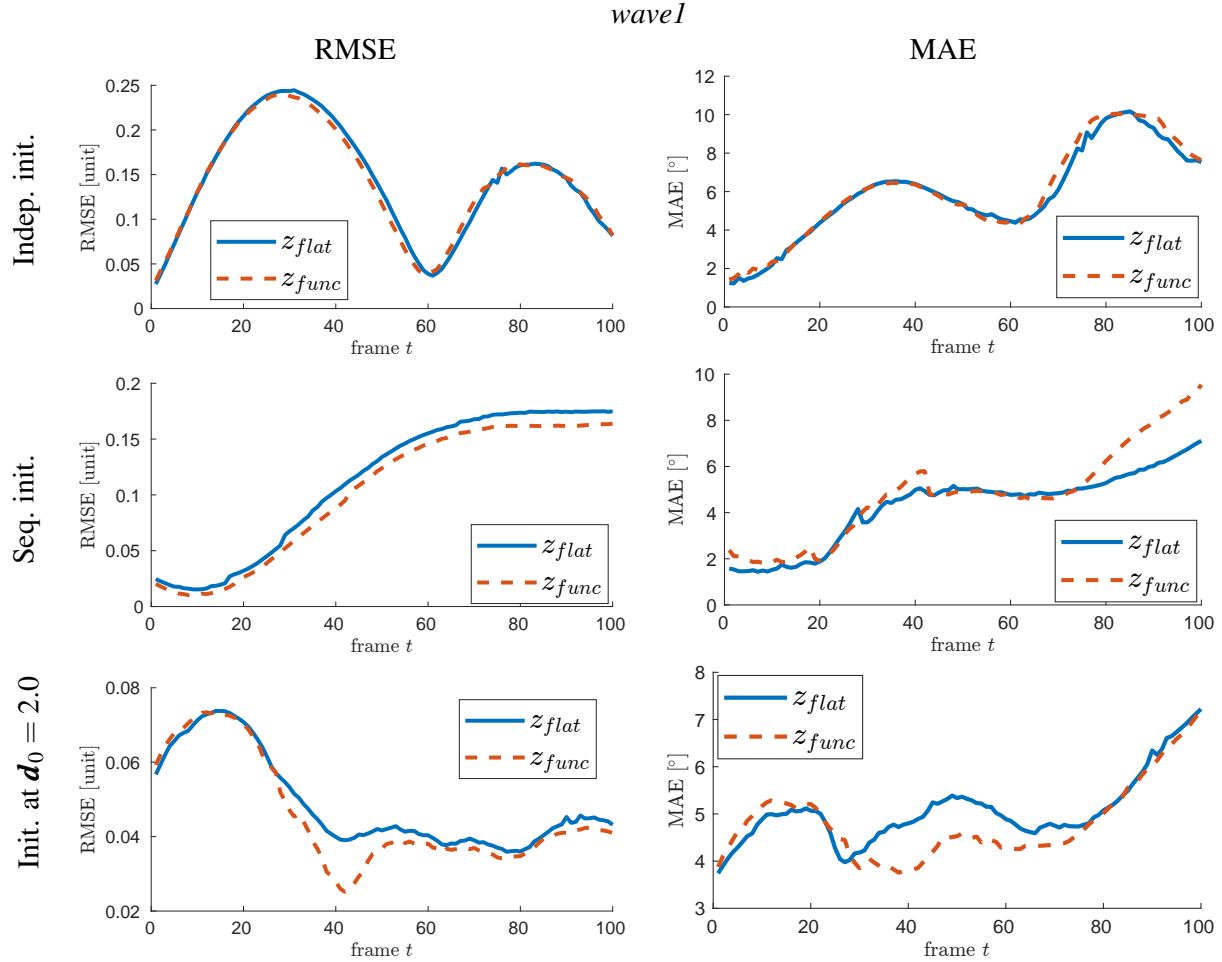 wave1
RMSE
MAE
Indep. init.
RMSE [unit]
0.25
0.2
0.15
0.1
0.05
0
z_flat
z_func
0 20 40 60 80 100
frame t
MAE [°]
12
10
8
6
4
2
0
z_flat
z_func
0 20 40 60 80 100
frame t
Seq. init.
RMSE [unit]
0.2
0.15
0.1
0.05
0
z_flat
z_func
0 20 40 60 80 100
frame t
MAE [°]
10
8
6
4
2
0
z_flat
z_func
0 20 40 60 80 100
frame t
Init. at d₀ = 2.0
RMSE [unit]
0.08
0.06
0.04
0.02
z_flat
z_func
0 20 40 60 80 100
frame t
MAE [°]
8
7
6
5
4
3
z_flat
z_func
0 20 40 60 80 100
frame t